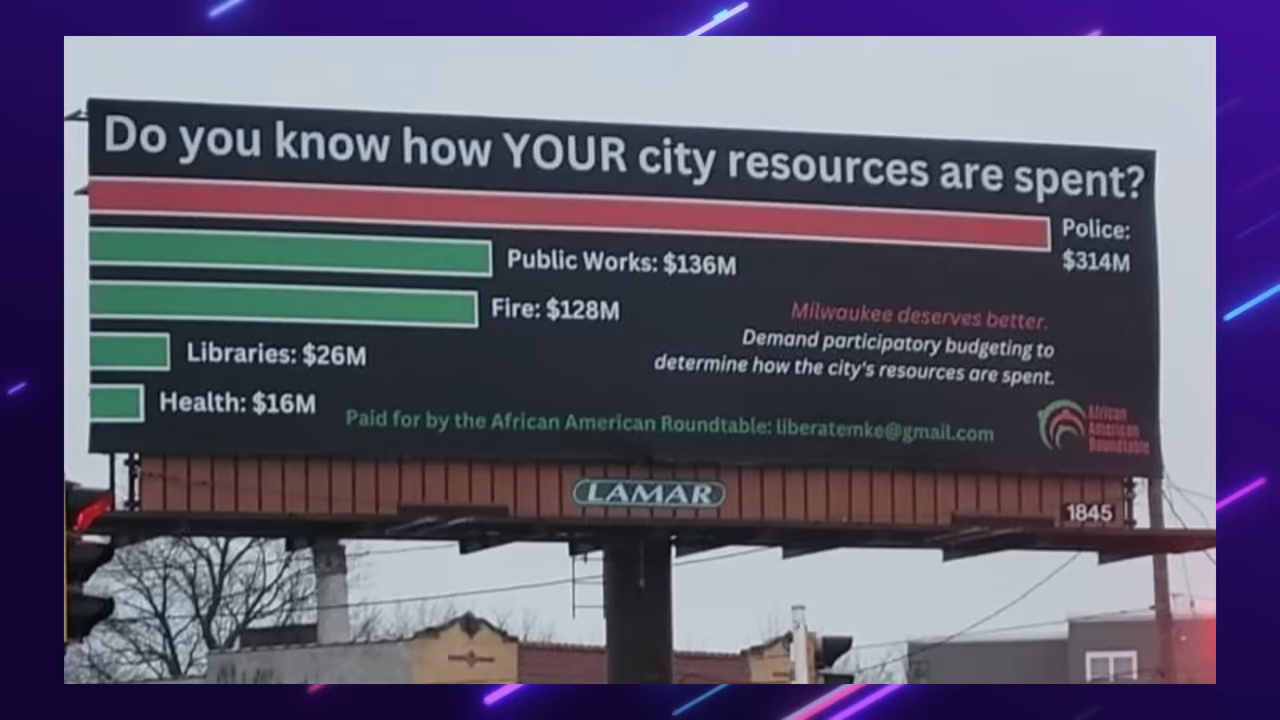 Do you know how YOUR city resources are spent?
Police:
$314M
Public Works: $136M
Fire: $128M
Milwaukee deserves better.
Demand participatory budgeting to
determine how the city's resources are spent.
Libraries: $26M
Health: $16M
Paid for by the African American Roundtable: liberatemke@gmail.com
African
American
Roundtable
LAMAR
1845